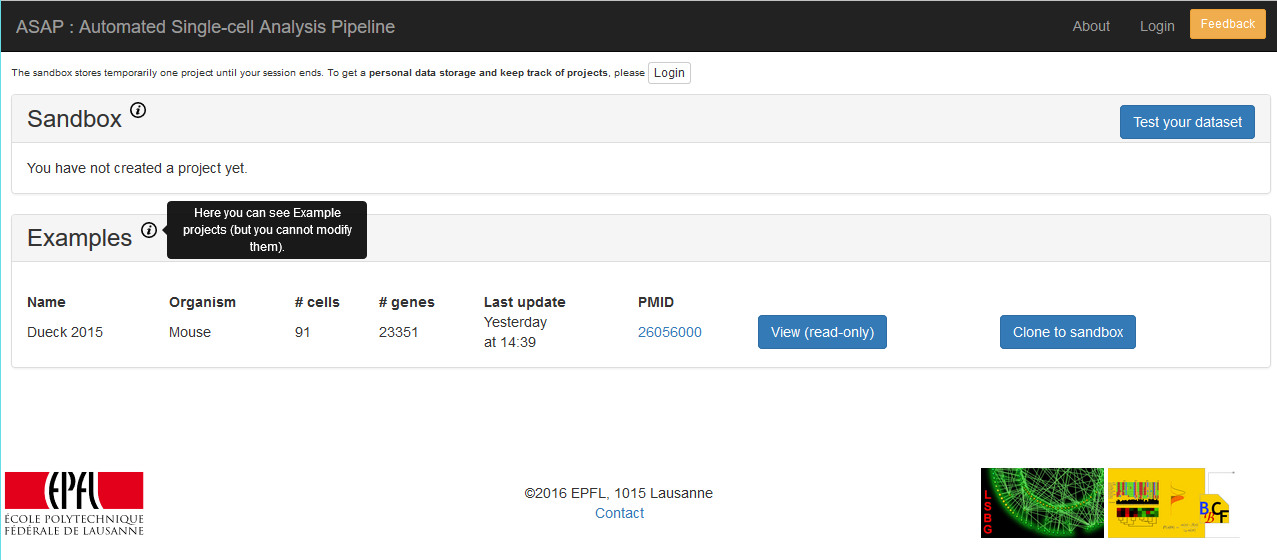 ASAP : Automated Single-cell Analysis Pipeline
About Login Feedback
The sandbox stores temporarily one project until your session ends. To get a personal data storage and keep track of projects, please Login
Sandbox
Test your dataset
You have not created a project yet.
Examples
Here you can see Example
projects (but you cannot modify
them).
Name Organism # cells # genes Last update PMID
Dueck 2015 Mouse 91 23351 Yesterday
at 14:39
26056000 View (read-only) Clone to sandbox
EPFL
ÉCOLE POLYTECHNIQUE
FÉDÉRALE DE LAUSANNE
©2016 EPFL, 1015 Lausanne
Contact
LSBG
BBCF